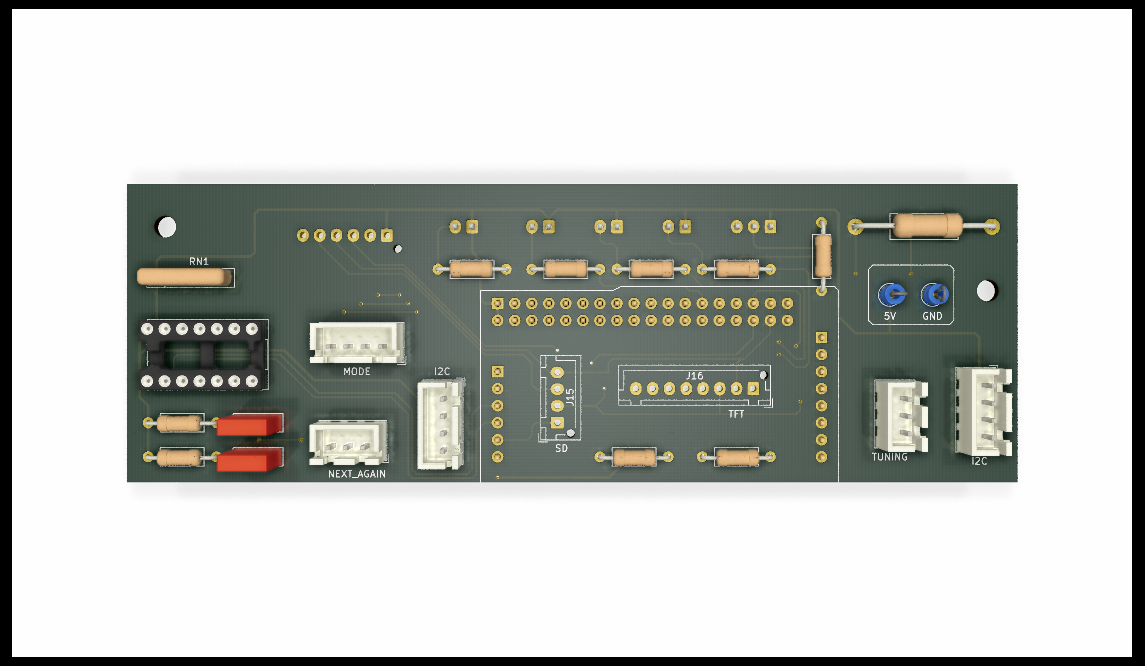 RN1
5V
GND
MODE
I2C
J16
J15
TFT
SD
TUNING
I2C
NEXT_AGAIN